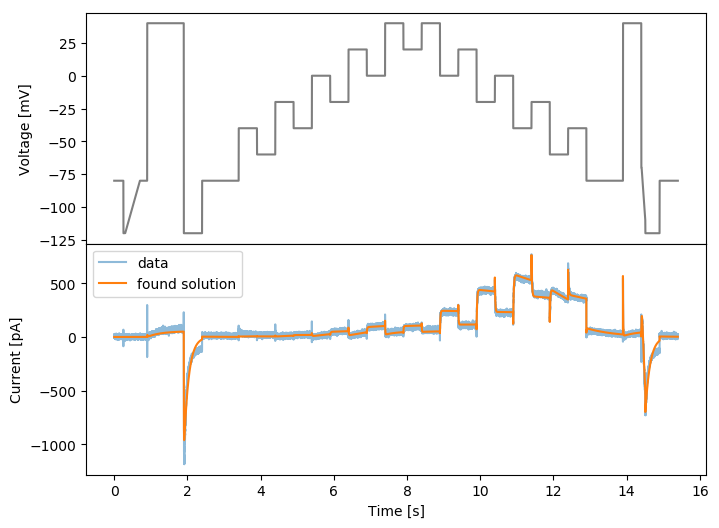 25
0
−25
−50
−75
−100
−125
Voltage [mV]
data
found solution
500
0
−500
−1000
Current [pA]
0 2 4 6 8 10 12 14 16
Time [s]